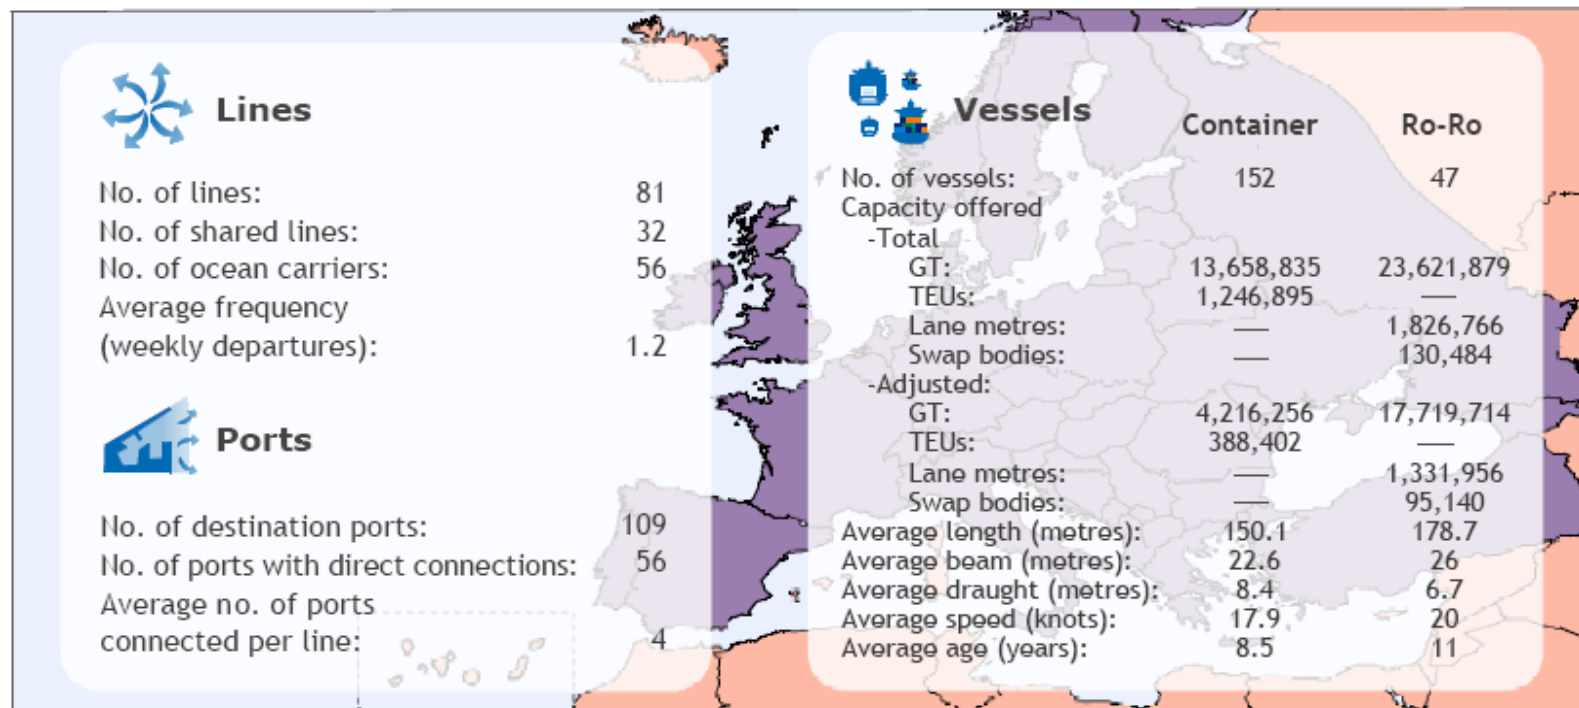 Lines
No. of lines: 81
No. of shared lines: 32
No. of ocean carriers: 56
Average frequency
(weekly departures): 1.2
Ports
No. of destination ports: 109
No. of ports with direct connections: 56
Average no. of ports
connected per line: 4
Vessels Container Ro-Ro
No. of vessels: 152 47
Capacity offered
-Total
GT: 13,658,835 23,621,879
TEUs: 1,246,895 —
Lane metres: — 1,826,766
Swap bodies: — 130,484
-Adjusted:
GT: 4,216,256 17,719,714
TEUs: 388,402 —
Lane metres: — 1,331,956
Swap bodies: — 95,140
Average length (metres): 150.1 178.7
Average beam (metres): 22.6 26
Average draught (metres): 8.4 6.7
Average speed (knots): 17.9 20
Average age (years): 8.5 11